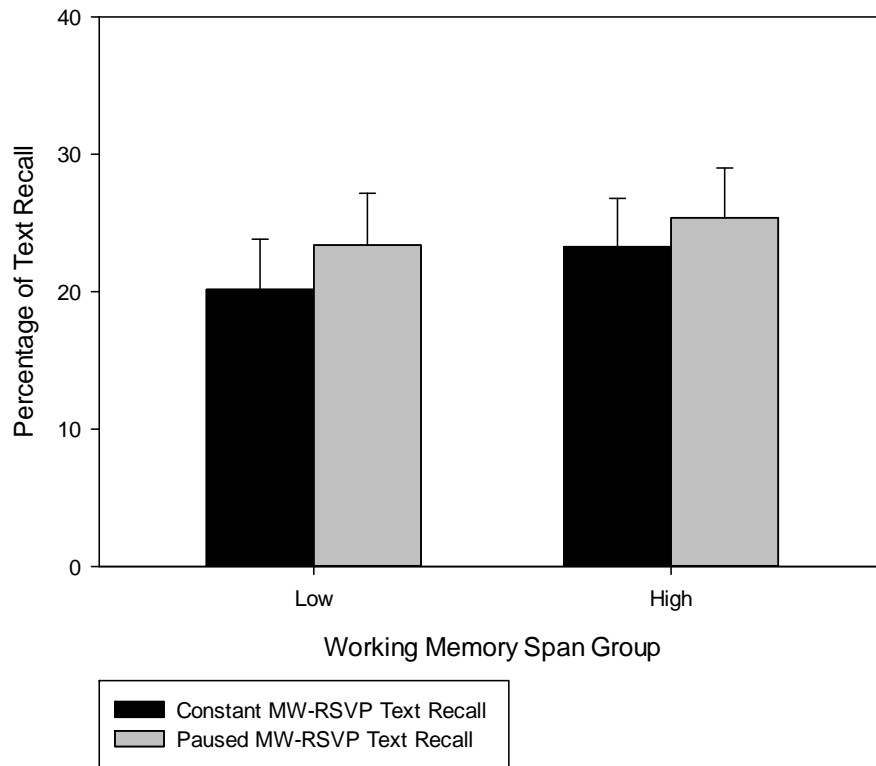 40
30
20
10
0
Percentage of Text Recall
Low
High
Working Memory Span Group
Constant MW-RSVP Text Recall
Paused MW-RSVP Text Recall